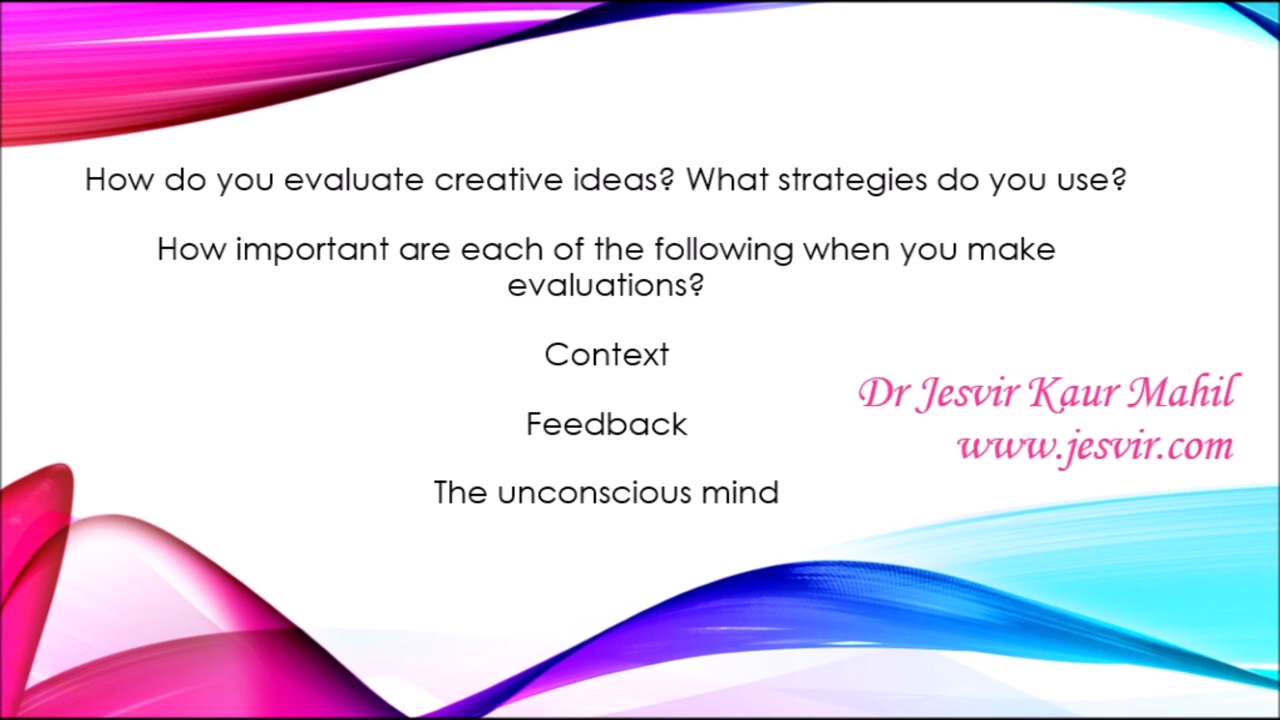 How do you evaluate creative ideas? What strategies do you use?
How important are each of the following when you make
evaluations?
Context
Feedback
The unconscious mind
Dr Jesvir Kaur Mahil
www.jesvir.com